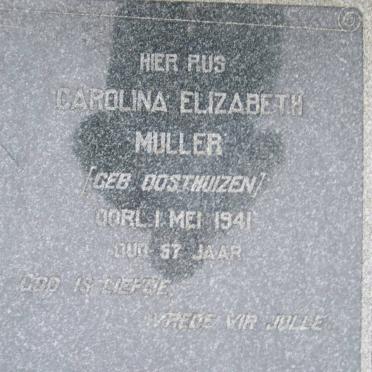 HIER RUS
CAROLINA ELIZABETH
MULLER
[GEB OOSTHUIZEN]
OORL. 1 MEI 1941
OUD 57 JAAR
GOD IS LIEFDE,
VREDE VIR JULLE